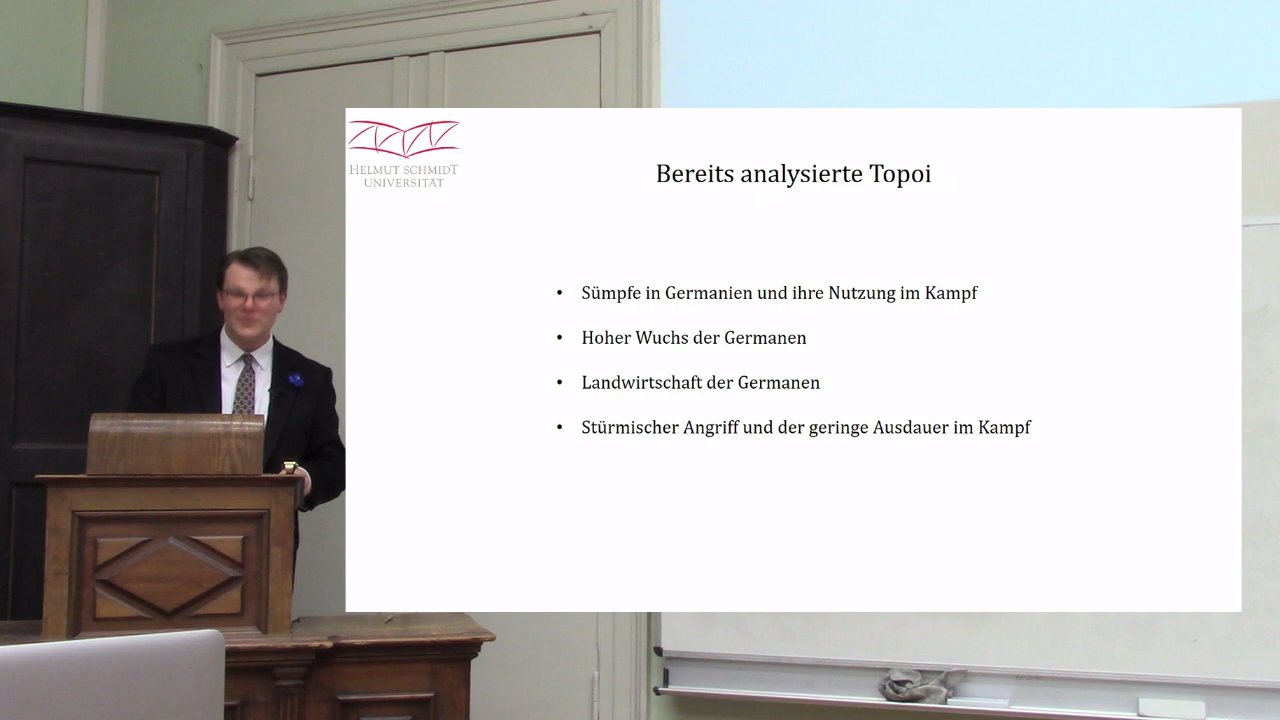 HELMUT SCHMIDT
UNIVERSITÄT
Bereits analysierte Topoi
• Sümpfe in Germanien und ihre Nutzung im Kampf
• Hoher Wuchs der Germanen
• Landwirtschaft der Germanen
• Stürmischer Angriff und der geringe Ausdauer im Kampf